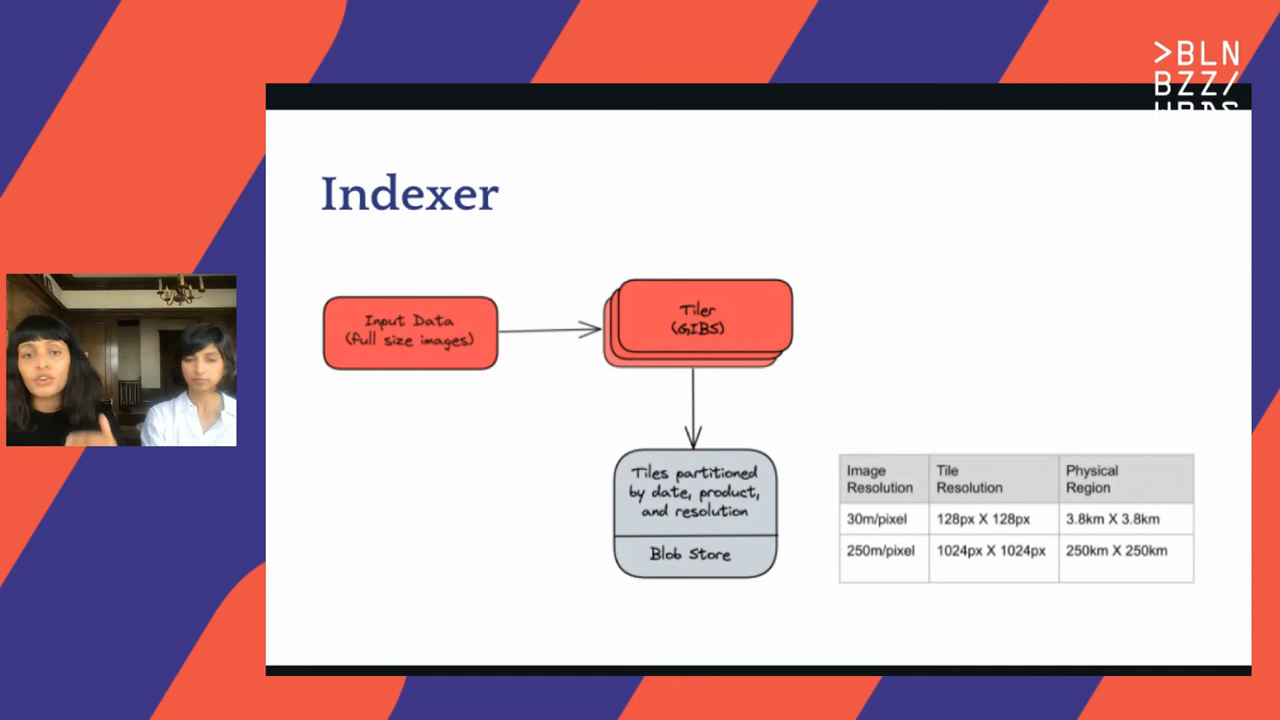 >BLN
BZZ/
Indexer
Input Data
(full size images)
Tiler
(GIBS)
Tiles partitioned
by date, product,
and resolution
Blob Store
Image Resolution
Tile Resolution
Physical Region
30m/pixel
128px X 128px
3.8km X 3.8km
250m/pixel
1024px X 1024px
250km X 250km